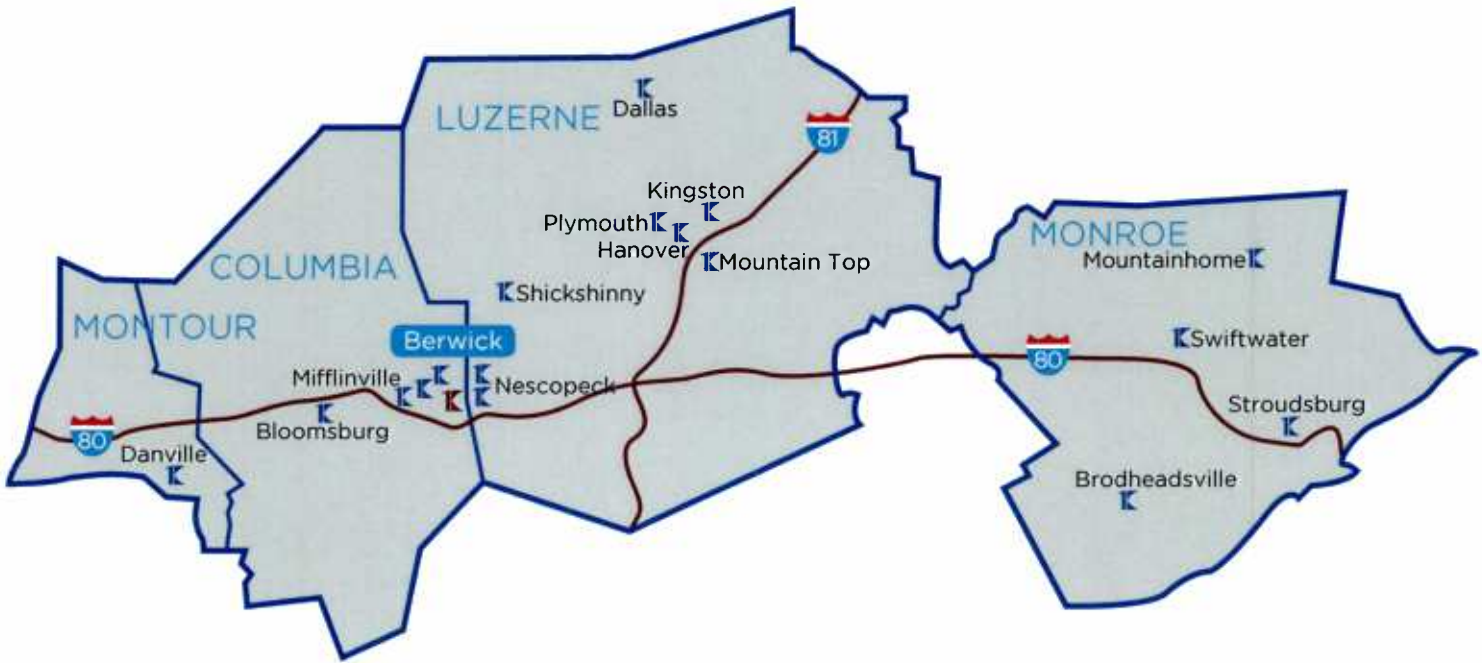 LUZERNE
Dallas
81
Kingston
Plymouth
Hanover
Mountain Top
MONROE
Mountainhome
COLUMBIA
Shickshinny
MONTOUR
Berwick
80
Swiftwater
Mifflinville
Nescopeck
Bloomsburg
Stroudsburg
80
Danville
Brodheadsville